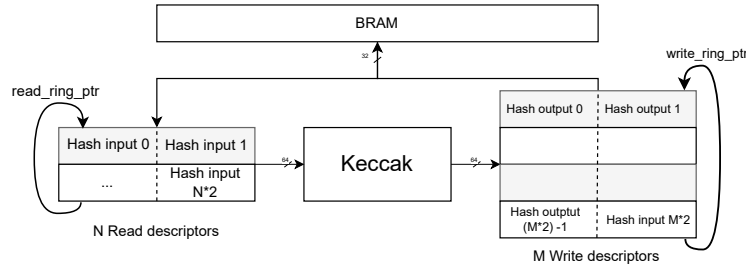 BRAM
32
write_ring_ptr
read_ring_ptr
Hash output 0
Hash output 1
Hash input 0
Hash input 1
64
Keccak
64
...
Hash input
N*2
Hash outptut
(M*2) -1
Hash input M*2
N Read descriptors
M Write descriptors